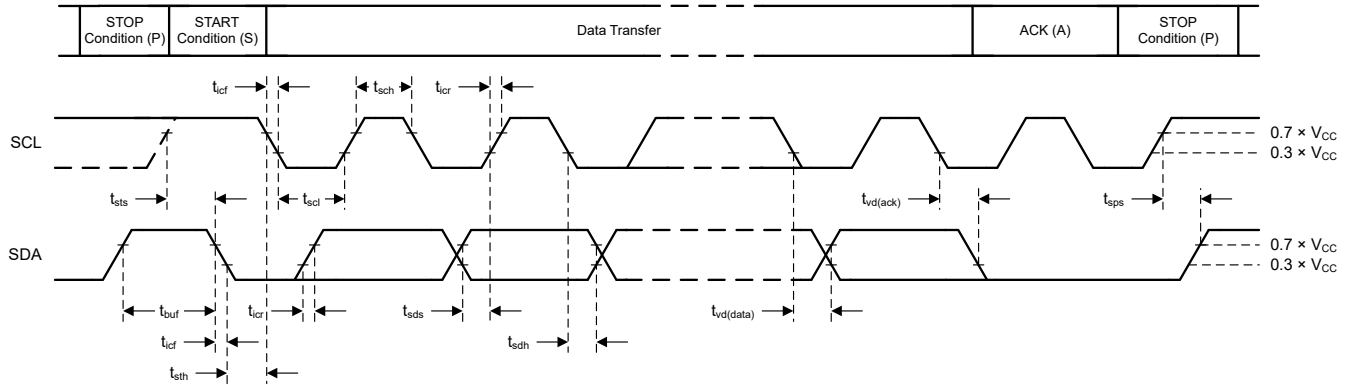 STOP
Condition (P)
START
Condition (S)
Data Transfer
ACK (A)
STOP
Condition (P)
t_icf
t_sch
t_icr
SCL
0.7 × V_CC
0.3 × V_CC
t_sts
t_scl
t_vd(ack)
t_sps
SDA
0.7 × V_CC
0.3 × V_CC
t_buf
t_icr
t_sds
t_vd(data)
t_icf
t_sdh
t_sth